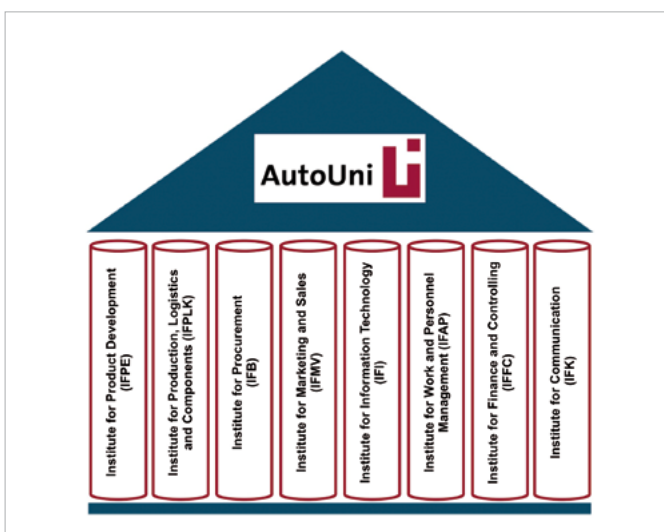 AutoUni
Institute for Product Development
(IFPE)
Institute for Production, Logistics
and Components (IFPLK)
Institute for Procurement
(IFB)
Institute for Marketing and Sales
(IFMV)
Institute for Information Technology
(IFI)
Institute for Work and Personnel
Management (IFAP)
Institute for Finance and Controlling
(IFFC)
Institute for Communication
(IFK)